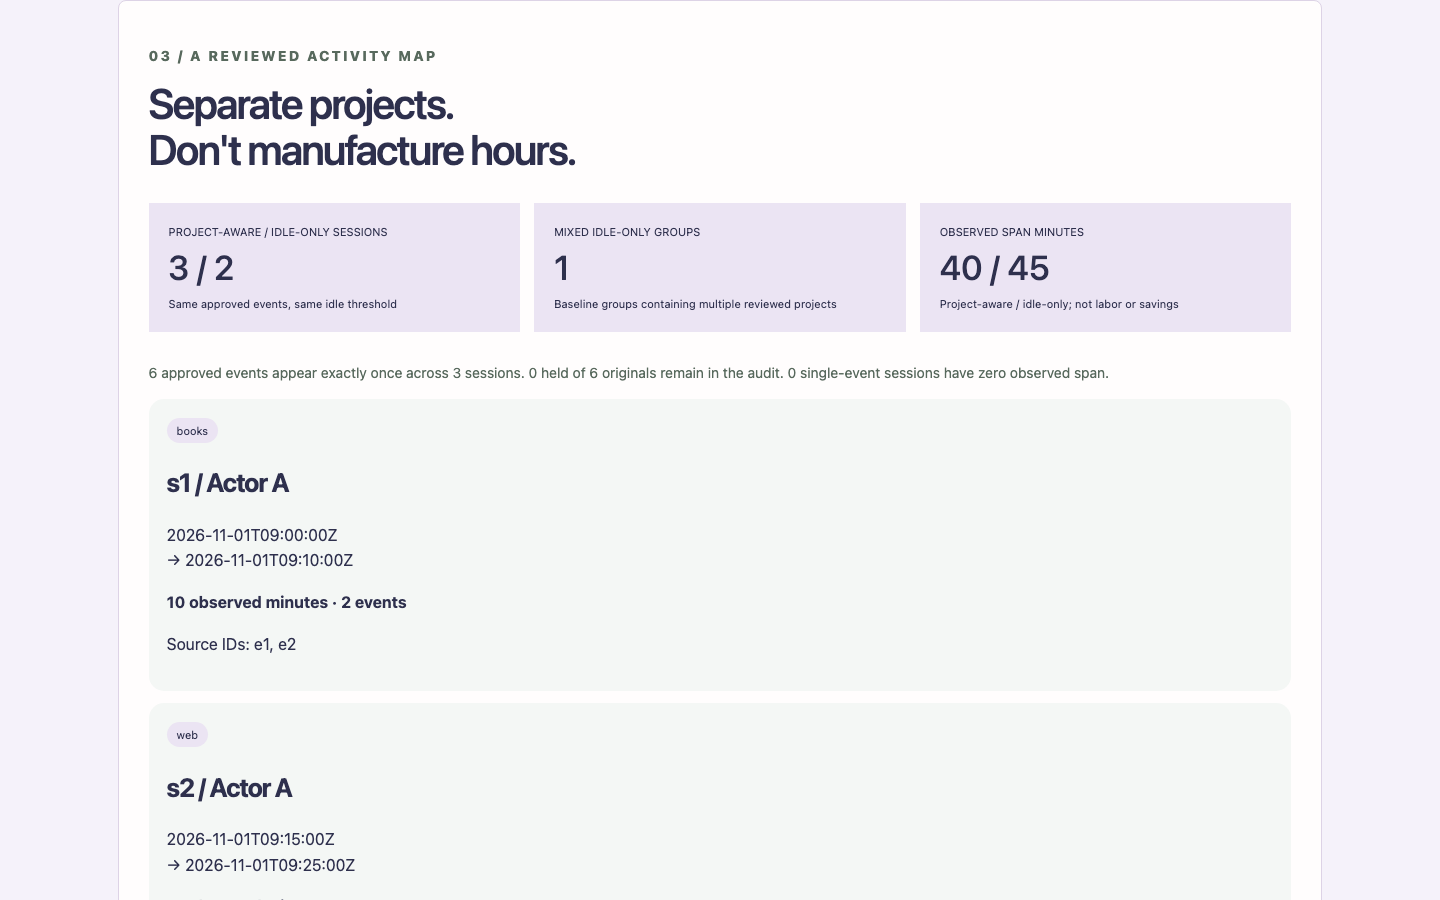 03 / A REVIEWED ACTIVITY MAP
Separate projects.
Don't manufacture hours.
PROJECT-AWARE / IDLE-ONLY SESSIONS
3 / 2
Same approved events, same idle threshold
MIXED IDLE-ONLY GROUPS
1
Baseline groups containing multiple reviewed projects
OBSERVED SPAN MINUTES
40 / 45
Project-aware / idle-only; not labor or savings
6 approved events appear exactly once across 3 sessions. 0 held of 6 originals remain in the audit. 0 single-event sessions have zero observed span.
books
s1 / Actor A
2026-11-01T09:00:00Z
→ 2026-11-01T09:10:00Z
10 observed minutes · 2 events
Source IDs: e1, e2
web
s2 / Actor A
2026-11-01T09:15:00Z
→ 2026-11-01T09:25:00Z